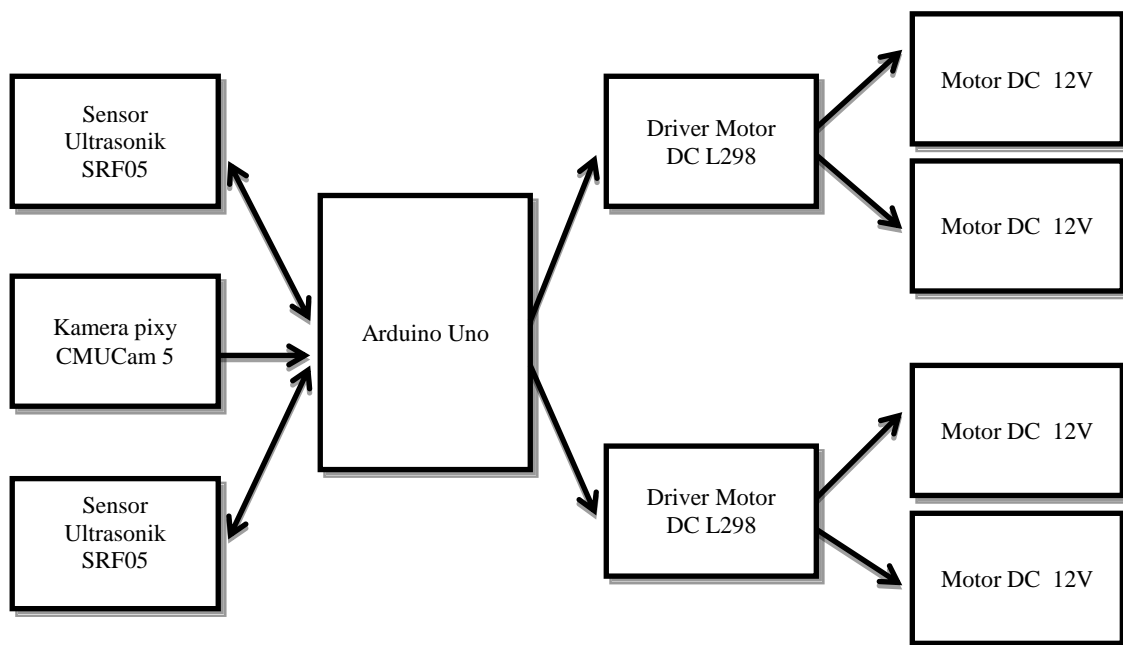 Sensor
Ultrasonik
SRF05
Kamera pixy
CMUCam 5
Sensor
Ultrasonik
SRF05
Arduino Uno
Driver Motor
DC L298
Driver Motor
DC L298
Motor DC  12V
Motor DC  12V
Motor DC  12V
Motor DC  12V